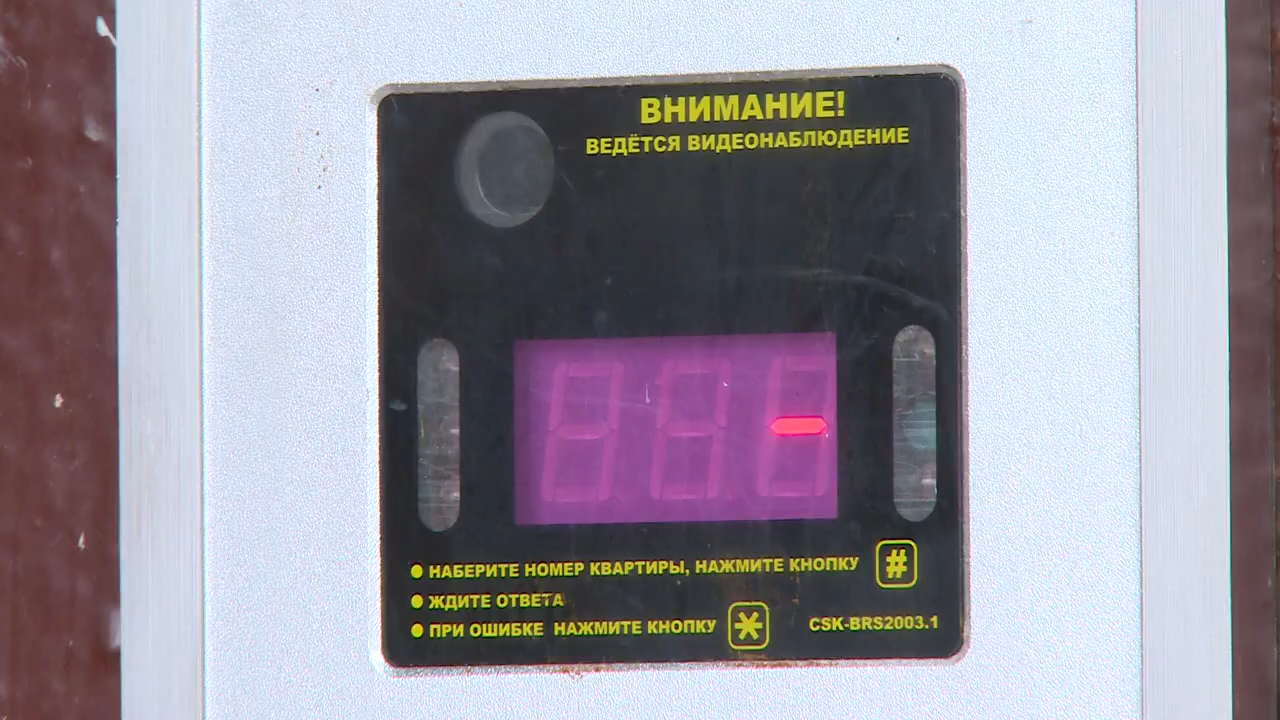 ВНИМАНИЕ!
ВЕДЁТСЯ ВИДЕОНАБЛЮДЕНИЕ
-
● НАБЕРИТЕ НОМЕР КВАРТИРЫ, НАЖМИТЕ КНОПКУ #
● ЖДИТЕ ОТВЕТА
● ПРИ ОШИБКЕ НАЖМИТЕ КНОПКУ *
CSK-BRS2003.1